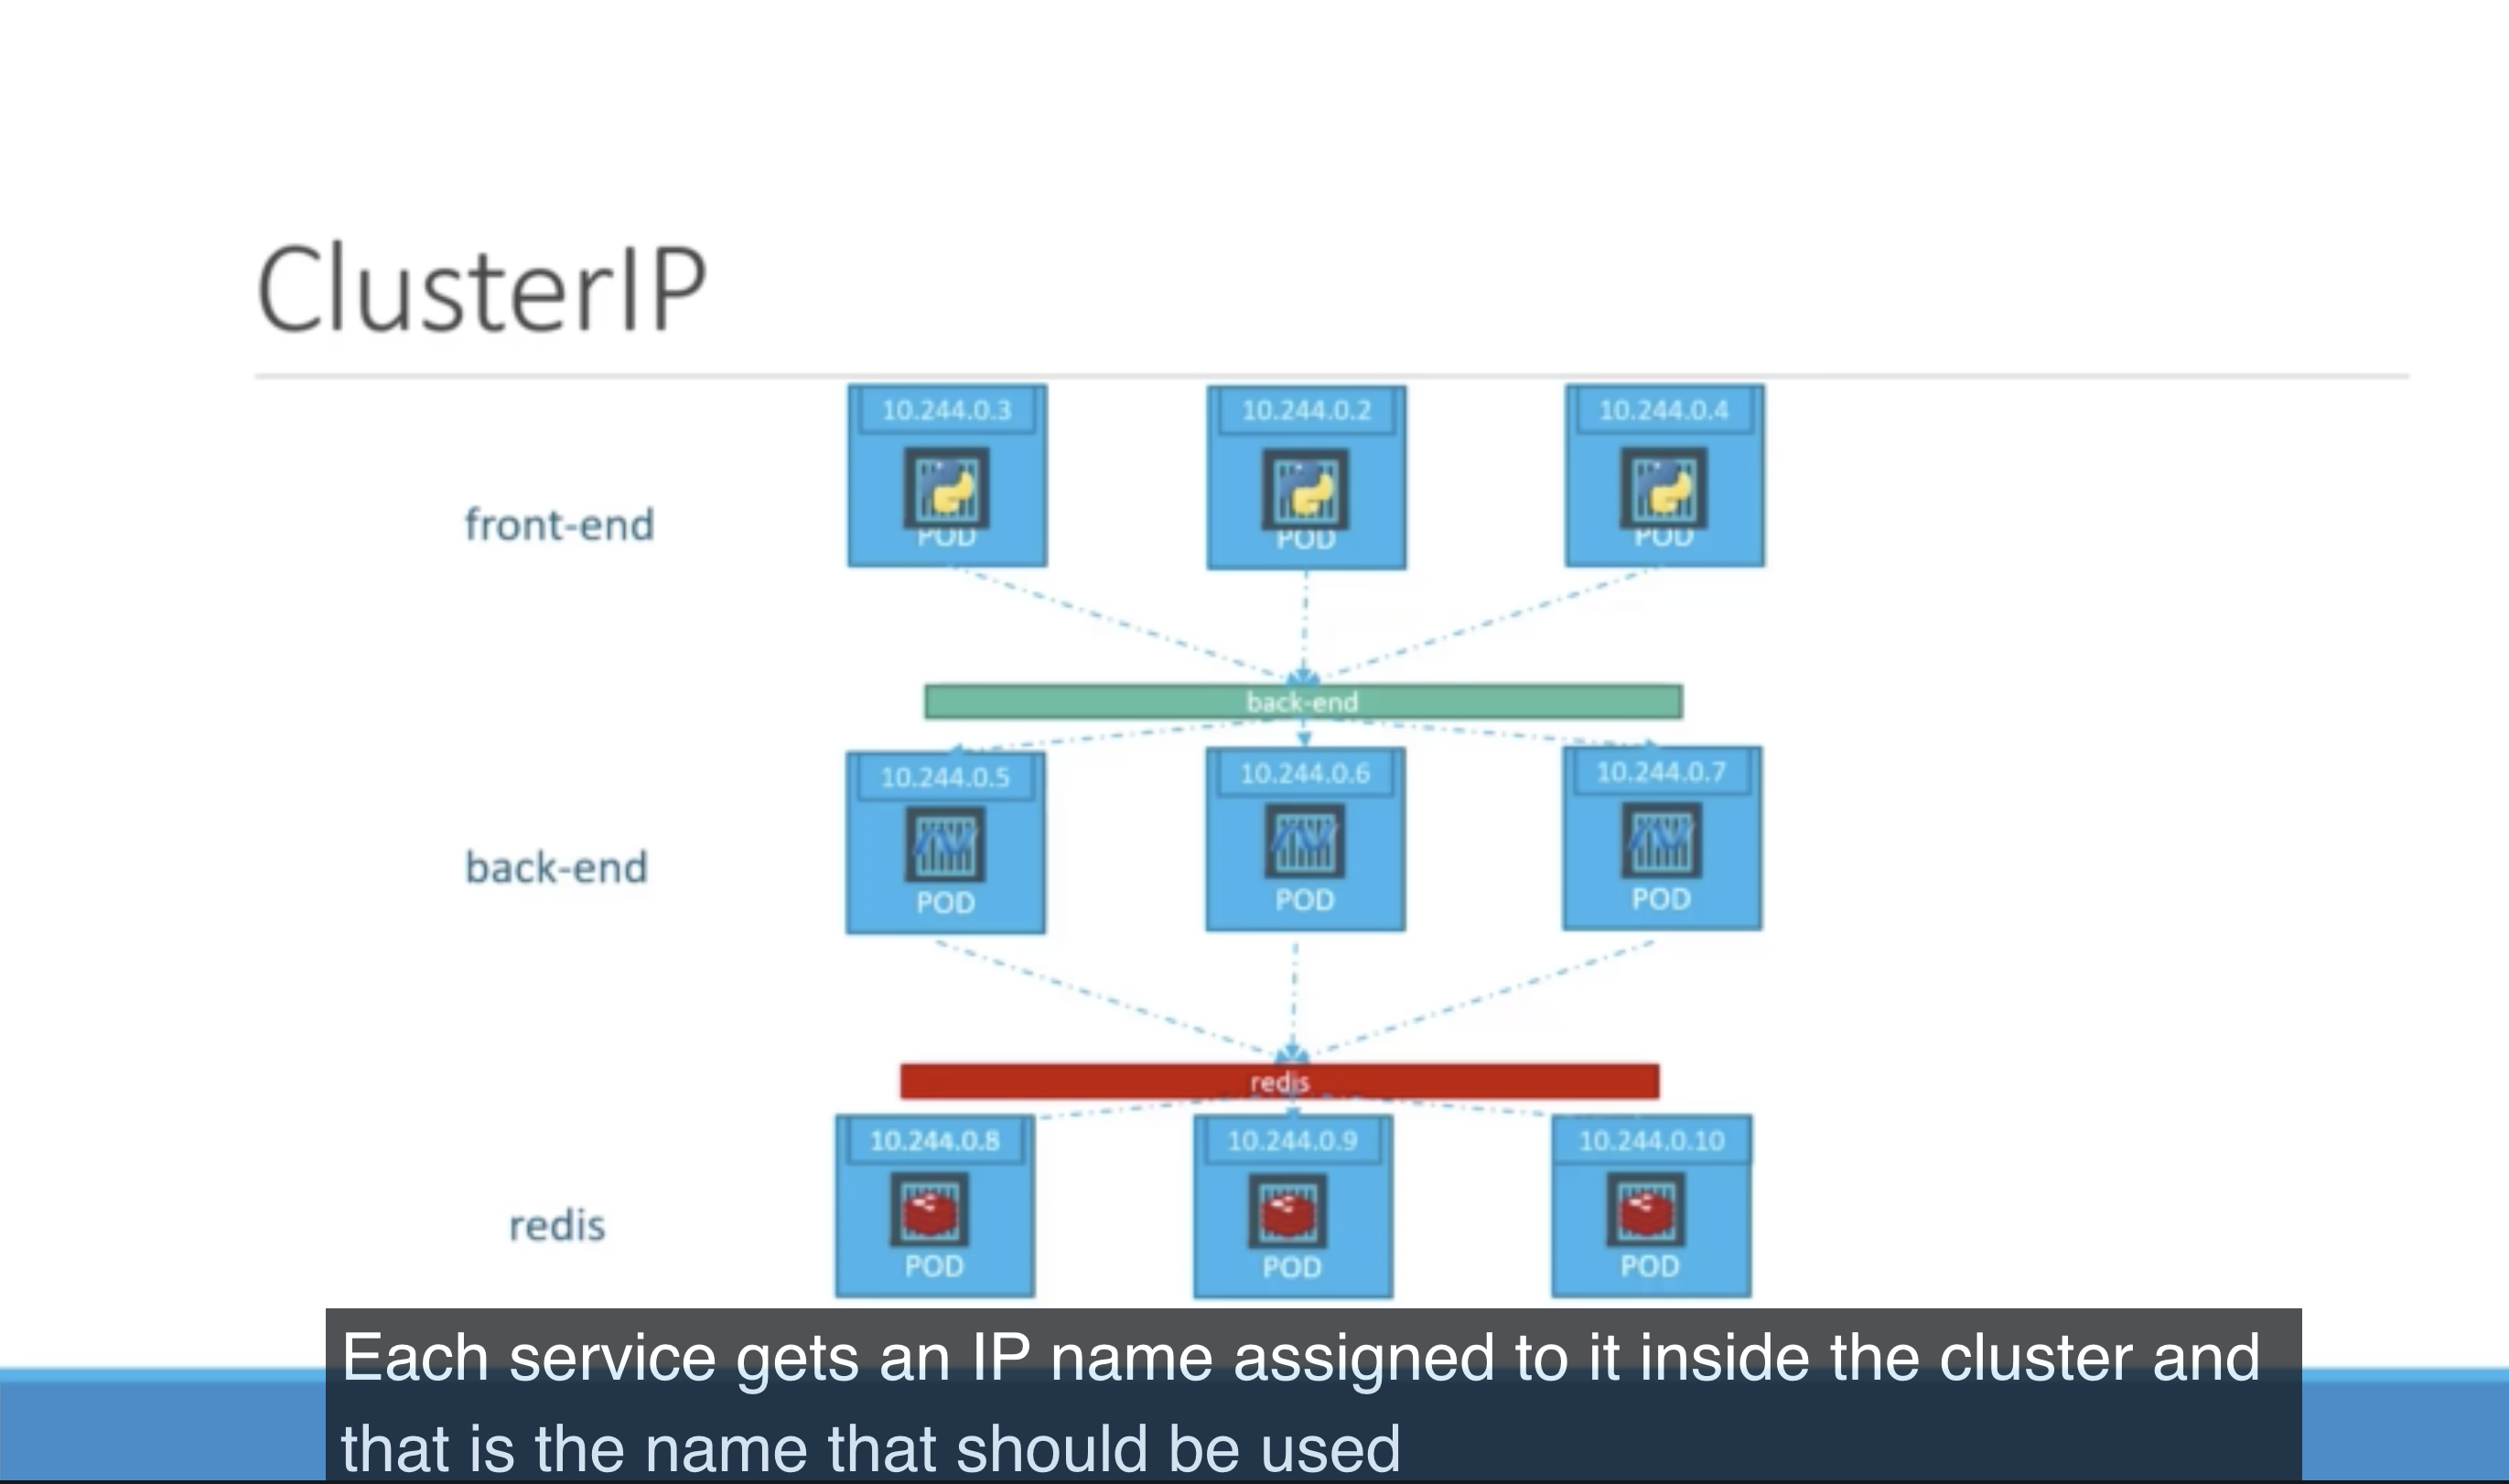 ClusterIP
10.244.0.3 10.244.0.2 10.244.0.4
POD POD POD
front-end
back-end
10.244.0.5 10.244.0.6 10.244.0.7
back-end
POD POD POD
redis
10.244.0.8 10.244.0.9 10.244.0.10
redis
POD POD POD
Each service gets an IP name assigned to it inside the cluster and
that is the name that should be used